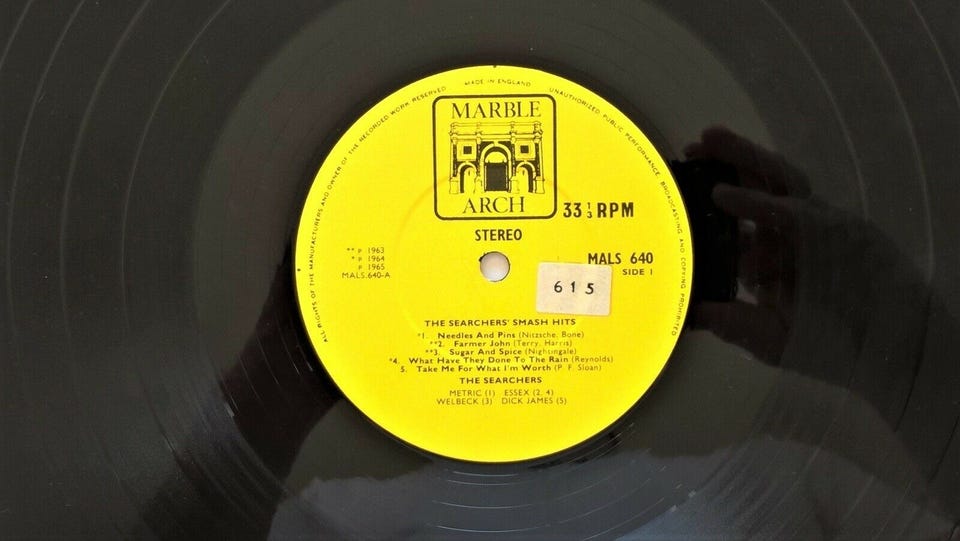 ALL RIGHTS OF THE MANUFACTURERS AND OWNER OF THE RECORDED WORK RESERVED MADE IN ENGLAND UNAUTHORIZED PUBLIC PERFORMANCE, BROADCASTING AND COPYING PROHIBITED
MARBLE
ARCH
33 1/3 RPM
STEREO
** P 1963
* P 1964
P 1965
MALS.640-A
MALS 640
SIDE 1
615
THE SEARCHERS' SMASH HITS
*1. Needles And Pins (Nitzsche, Bone)
**2. Farmer John (Terry, Harris)
**3. Sugar And Spice (Nightingale)
*4. What Have They Done To The Rain (Reynolds)
5. Take Me For What I'm Worth (P. F. Sloan)
THE SEARCHERS
METRIC (1) ESSEX (2, 4)
WELBECK (3) DICK JAMES (5)